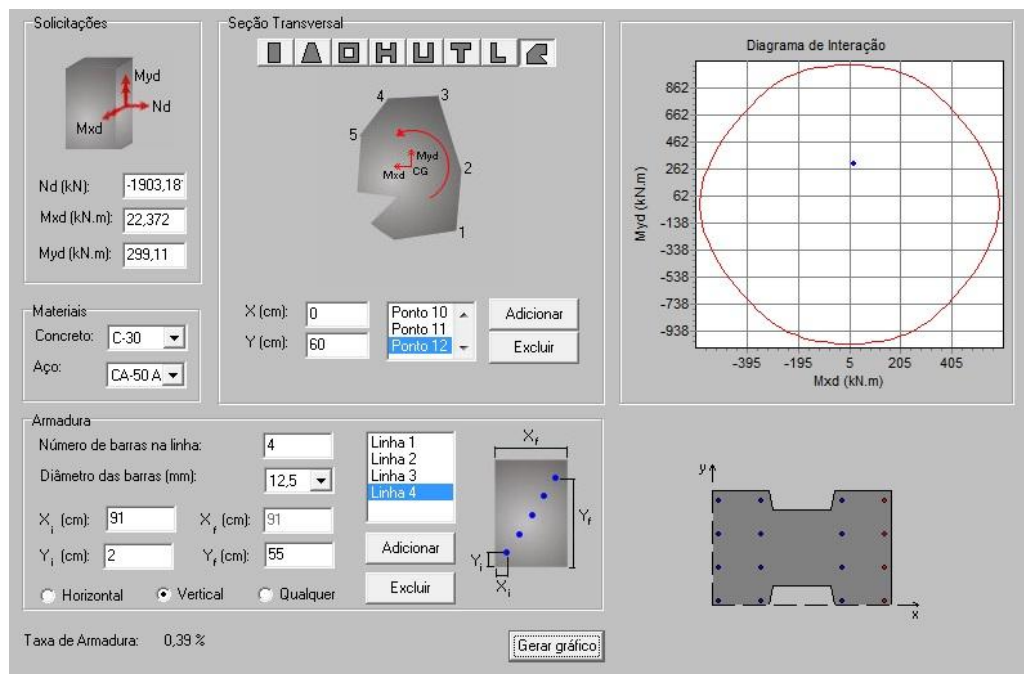 Solicitações
Myd
Nd
Mxd
Nd (kN): -1903,18
Mxd (kN.m): 22,372
Myd (kN.m): 299,11
Materiais
Concreto: C-30
Aço: CA-50 A
Seção Transversal
4 3
5
Myd
Mxd CG
2
1
X (cm): 0
Y (cm): 60
Ponto 10
Ponto 11
Ponto 12
Adicionar
Excluir
Diagrama de Interação
Myd (kN.m)
862
662
462
262
62
-138
-338
-538
-738
-938
-395 -195 5 205 405
Mxd (kN.m)
Armadura
Número de barras na linha: 4
Diâmetro das barras (mm): 12,5
Xi (cm): 91 Xf (cm): 91
Yi (cm): 2 Yf (cm): 55
Horizontal Vertical Qualquer
Linha 1
Linha 2
Linha 3
Linha 4
Adicionar
Excluir
Xf
Yf
Yi
Xi
y
x
Taxa de Armadura: 0,39 %
Gerar gráfico